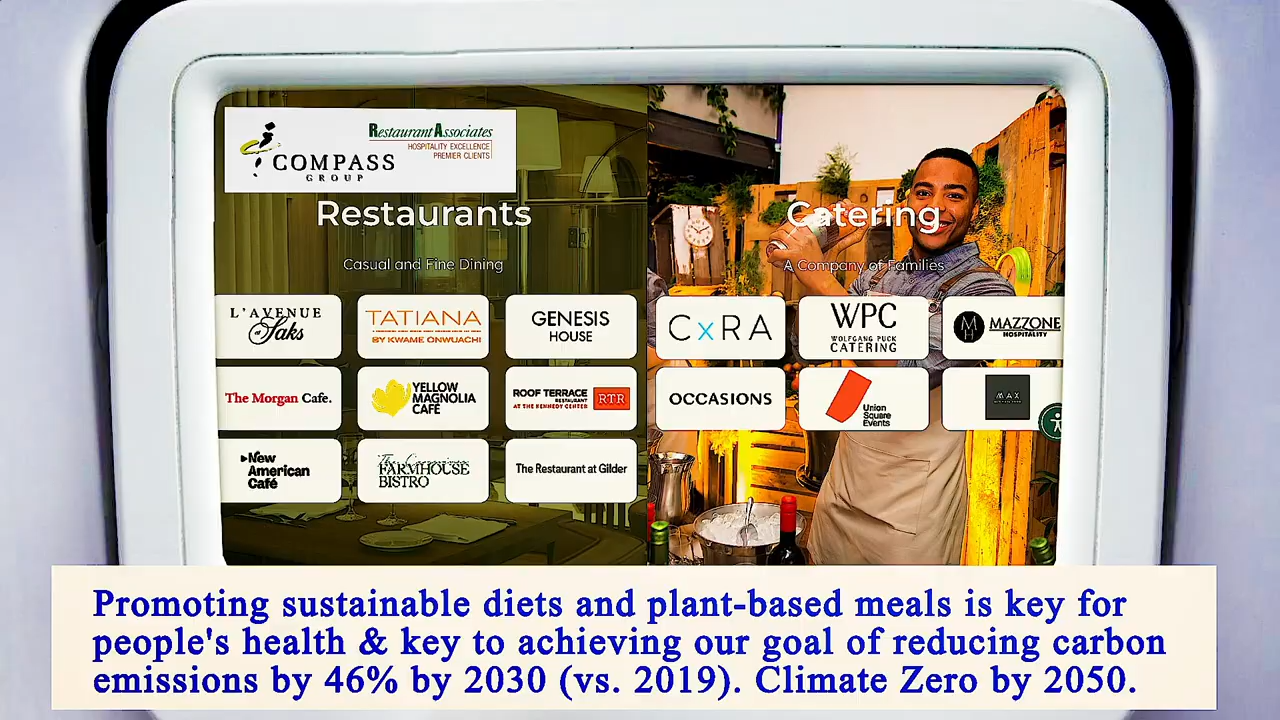 COMPASS
GROUP
Restaurant Associates
HOSPITALITY EXCELLENCE
PREMIER CLIENTS
Restaurants
Casual and Fine Dining
L'AVENUE
Saks
TATIANA
BY KWAME ONWUACHI
GENESIS
HOUSE
The Morgan Cafe.
YELLOW
MAGNOLIA
CAFÉ
ROOF TERRACE
RESTAURANT
AT THE KENNEDY CENTER
RTR
New
American
Café
FARMHOUSE
BISTRO
The Restaurant at Gilder
Catering
A Company of Families
CxRA
WPC
WOLFGANG PUCK
CATERING
MH
MAZZONE
HOSPITALITY
OCCASIONS
Union
Square
Events
MAX
Promoting sustainable diets and plant-based meals is key for
people's health & key to achieving our goal of reducing carbon
emissions by 46% by 2030 (vs. 2019). Climate Zero by 2050.